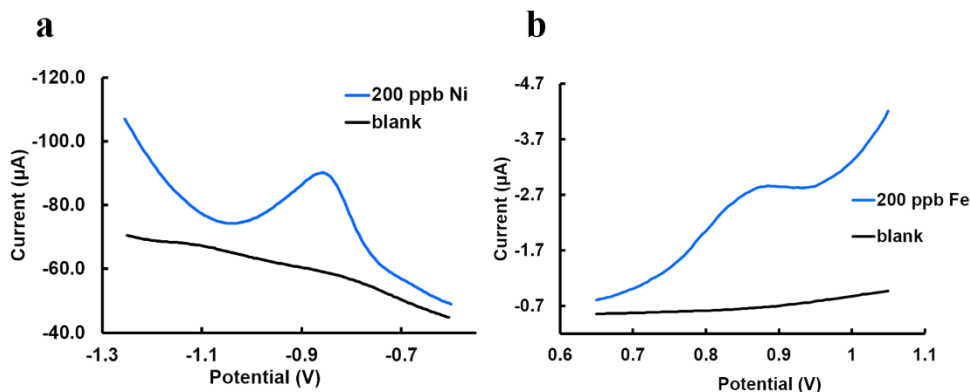 a
-120.0
-100.0
-80.0
-60.0
-40.0
Current (µA)
200 ppb Ni
blank
-1.3 -1.1 -0.9 -0.7
Potential (V)
b
-4.7
-3.7
-2.7
-1.7
-0.7
Current (µA)
200 ppb Fe
blank
0.6 0.7 0.8 0.9 1 1.1
Potential (V)